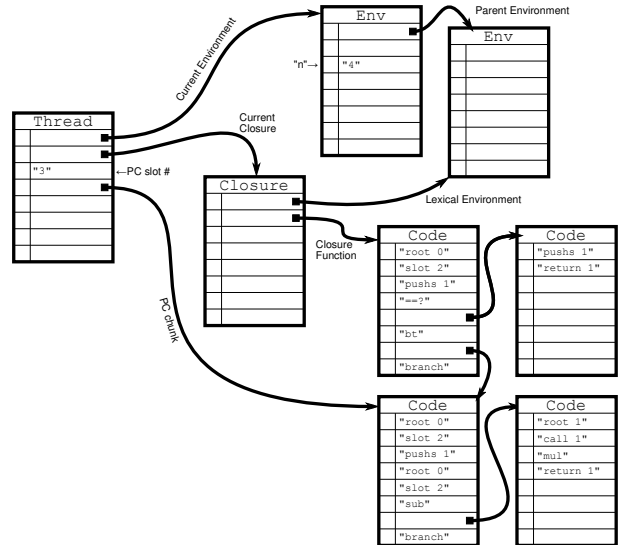 Parent Environment
Env
Env
Current Environment
"n"→
"4"
Current
Closure
Thread
"3"
←PC slot #
Closure
Lexical Environment
Closure
Function
PC chunk
Code
"root 0"
"slot 2"
"pushs 1"
"==?"
"bt"
"branch"
Code
"pushs 1"
"return 1"
Code
"root 0"
"slot 2"
"pushs 1"
"root 0"
"slot 2"
"sub"
"branch"
Code
"root 1"
"call 1"
"mul"
"return 1"